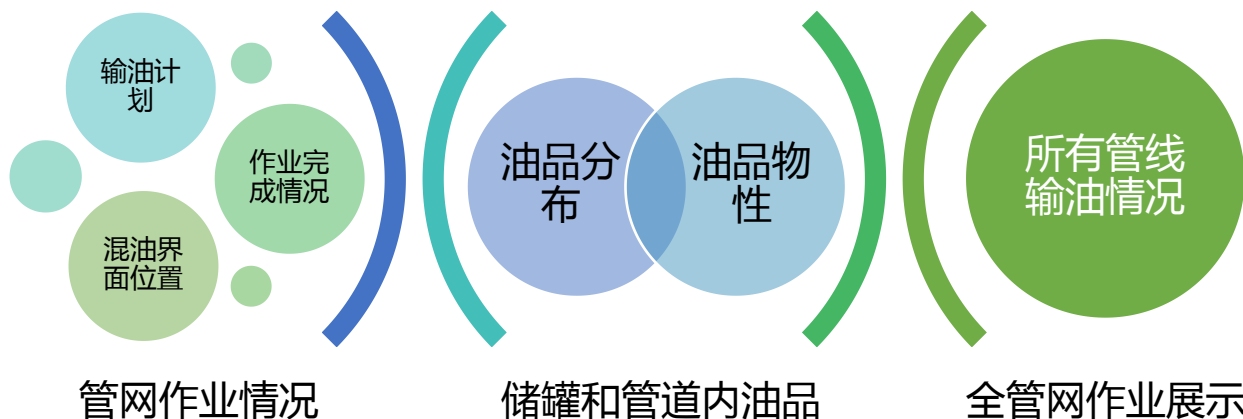 输油计
划
作业完
成情况
混油界
面位置
管网作业情况
油品分
布
油品物
性
储罐和管道内油品
所有管线
输油情况
全管网作业展示